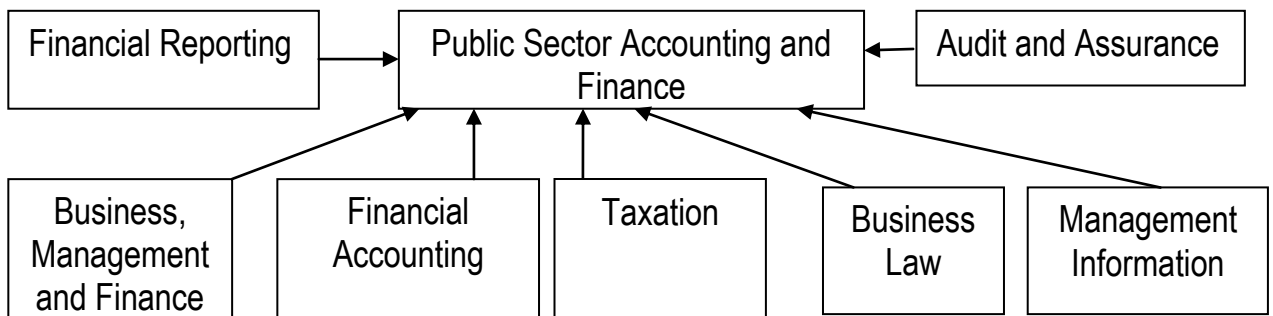 Financial Reporting
Public Sector Accounting and
Finance
Audit and Assurance
Business,
Management
and Finance
Financial
Accounting
Taxation
Business
Law
Management
Information